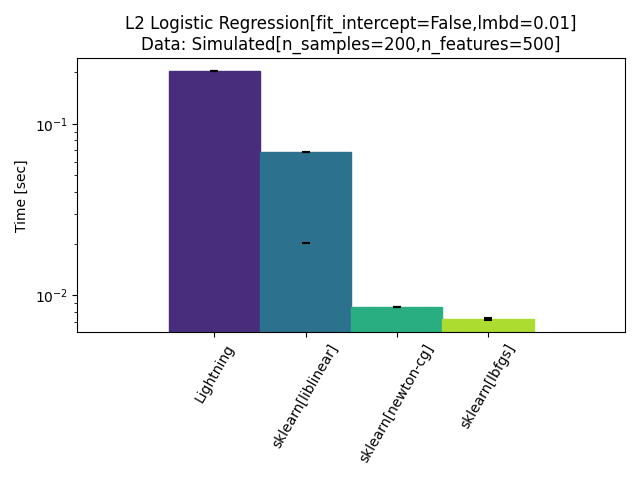 L2 Logistic Regression[fit_intercept=False,lmbd=0.01]
Data: Simulated[n_samples=200,n_features=500]
Time [sec]
10⁻¹
10⁻²
Lightning
sklearn[liblinear]
sklearn[newton-cg]
sklearn[lbfgs]